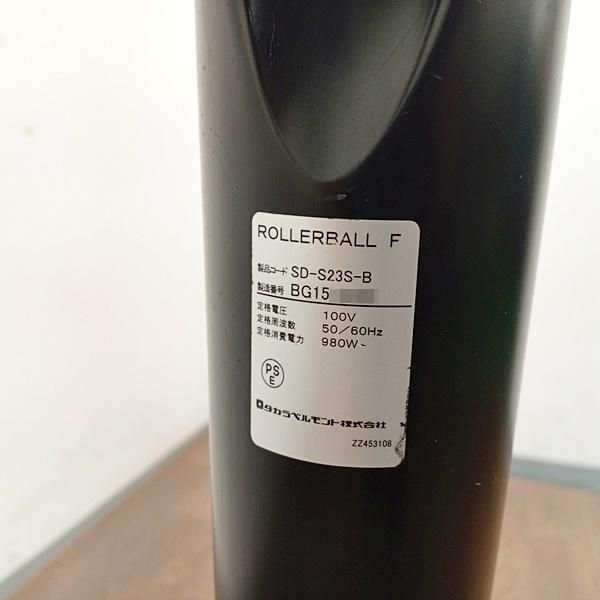 ROLLERBALL F
製品コード SD-S23S-B
製造番号 BG15
定格電圧 100V
定格周波数 50/60Hz
定格消費電力 980W
PS
E
タカラベルモント株式会社
ZZ453108